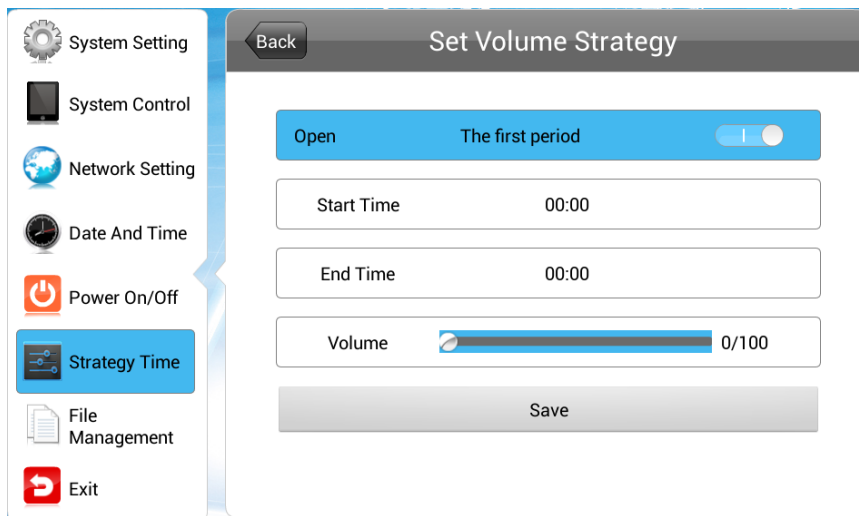 System Setting
System Control
Network Setting
Date And Time
Power On/Off
Strategy Time
File
Management
Exit
Back
Set Volume Strategy
Open The first period
Start Time 00:00
End Time 00:00
Volume 0/100
Save